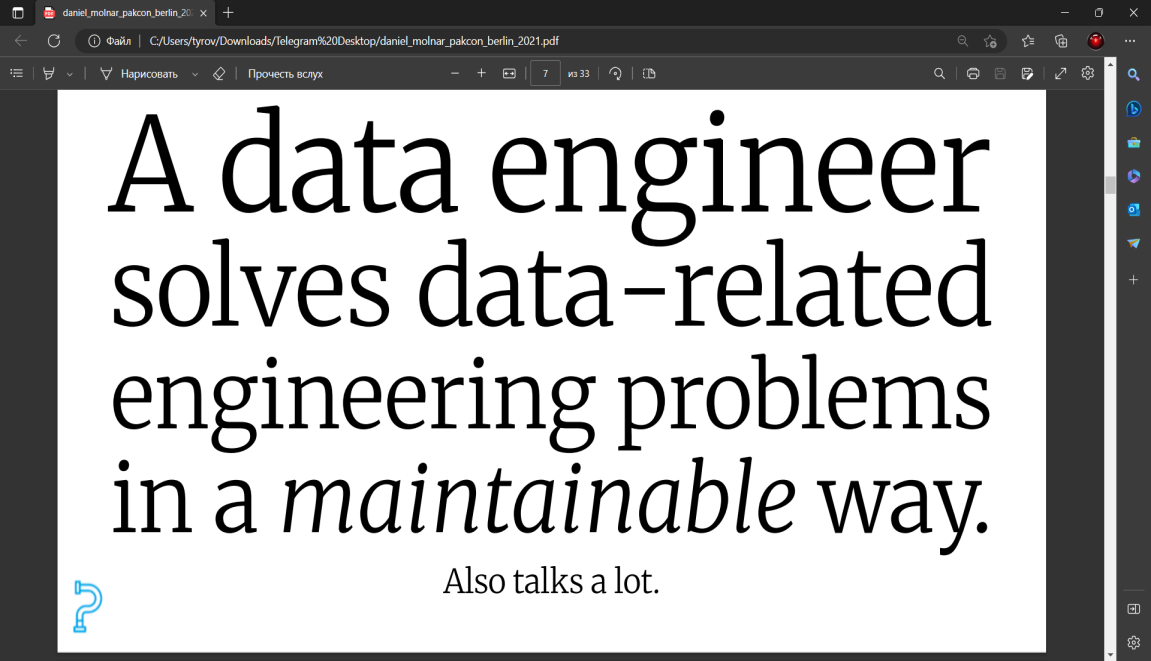 daniel_molnar_pakcon_berlin_20
Файл C:/Users/tyrov/Downloads/Telegram%20Desktop/daniel_molnar_pakcon_berlin_2021.pdf
Нарисовать Прочесть вслух 7 из 33
A data engineer
solves data-related
engineering problems
in a maintainable way.
Also talks a lot.